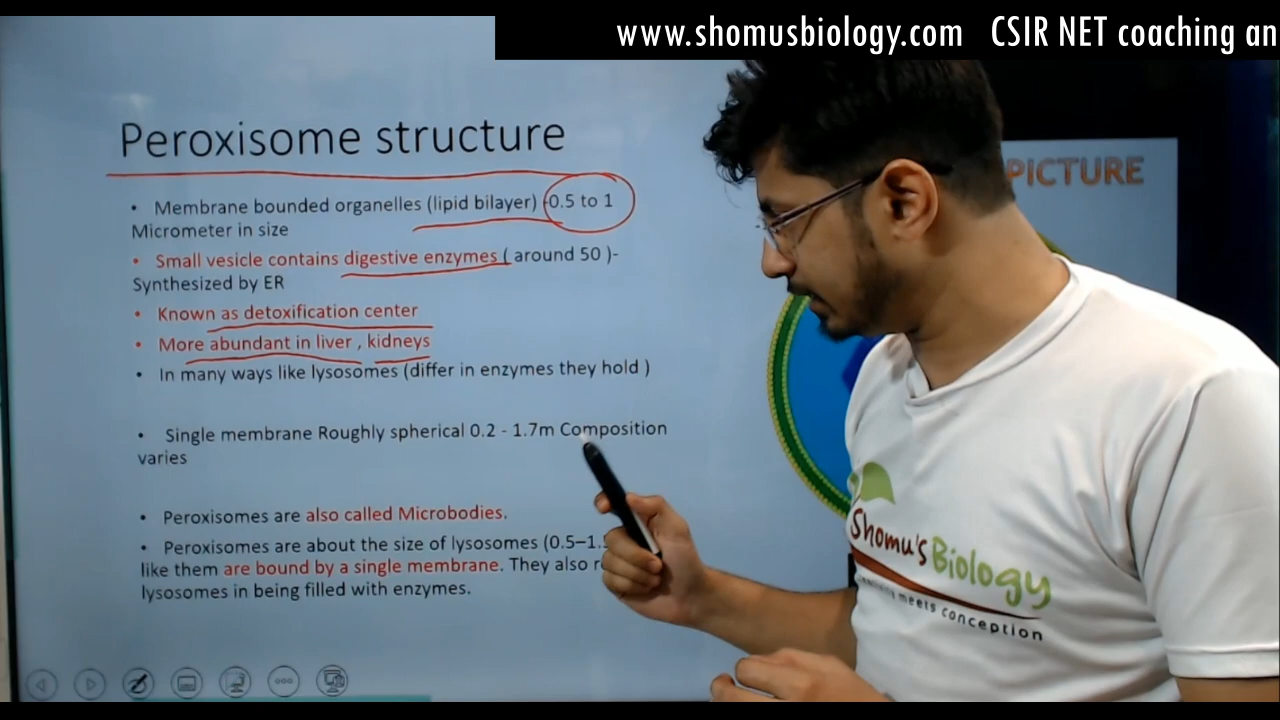 www.shomusbiology.com CSIR NET coaching an
Peroxisome structure
PICTURE
• Membrane bounded organelles (lipid bilayer) -0.5 to 1
Micrometer in size
• Small vesicle contains digestive enzymes ( around 50 )-
Synthesized by ER
• Known as detoxification center
• More abundant in liver , kidneys
• In many ways like lysosomes (differ in enzymes they hold )
• Single membrane Roughly spherical 0.2 - 1.7m Composition
varies
• Peroxisomes are also called Microbodies.
• Peroxisomes are about the size of lysosomes (0.5–1.
like them are bound by a single membrane. They also
lysosomes in being filled with enzymes.
Shomu's Biology
meets conception